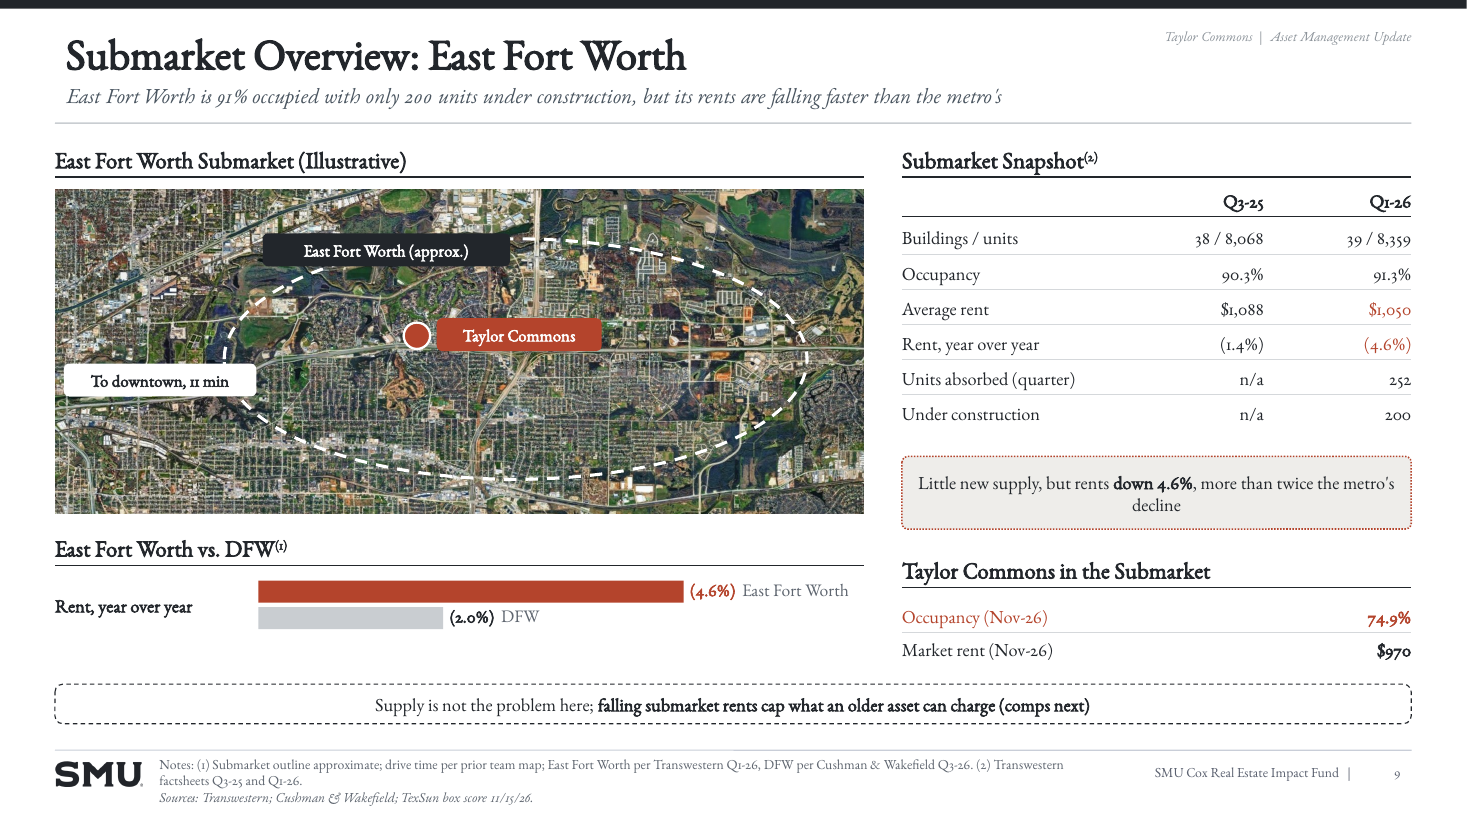 Taylor Commons | Asset Management Update
Submarket Overview: East Fort Worth
East Fort Worth is 91% occupied with only 200 units under construction, but its rents are falling faster than the metro's
East Fort Worth Submarket (Illustrative)
East Fort Worth (approx.)
Taylor Commons
To downtown, 11 min
East Fort Worth vs. DFW(1)
Rent, year over year
(4.6%) East Fort Worth
(2.0%) DFW
Submarket Snapshot(2)
Q3-25 Q1-26
Buildings / units 38 / 8,068 39 / 8,359
Occupancy 90.3% 91.3%
Average rent $1,088 $1,050
Rent, year over year (1.4%) (4.6%)
Units absorbed (quarter) n/a 252
Under construction n/a 200
Little new supply, but rents down 4.6%, more than twice the metro's
decline
Taylor Commons in the Submarket
Occupancy (Nov-26) 74.9%
Market rent (Nov-26) $970
Supply is not the problem here; falling submarket rents cap what an older asset can charge (comps next)
SMU
Notes: (1) Submarket outline approximate; drive time per prior team map; East Fort Worth per Transwestern Q1-26, DFW per Cushman & Wakefield Q3-26. (2) Transwestern
factsheets Q3-25 and Q1-26.
Sources: Transwestern; Cushman & Wakefield; TexSun box score 11/15/26.
SMU Cox Real Estate Impact Fund | 9